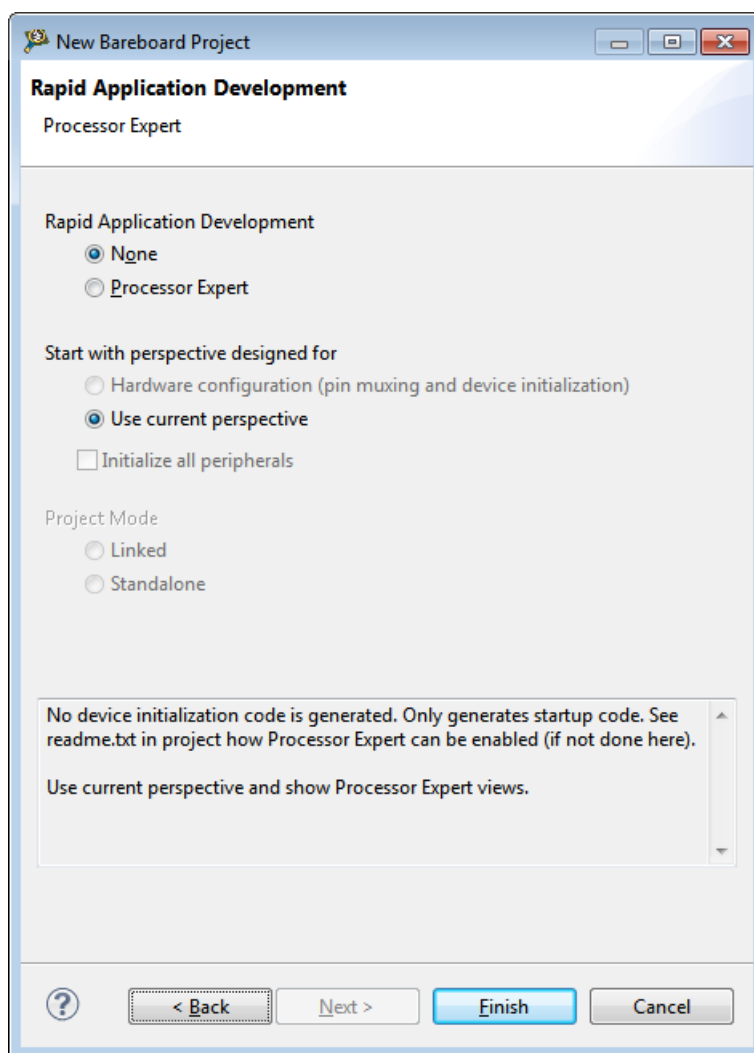 New Bareboard Project
Rapid Application Development
Processor Expert
Rapid Application Development
None
Processor Expert
Start with perspective designed for
Hardware configuration (pin muxing and device initialization)
Use current perspective
Initialize all peripherals
Project Mode
Linked
Standalone
No device initialization code is generated. Only generates startup code. See
readme.txt in project how Processor Expert can be enabled (if not done here).
Use current perspective and show Processor Expert views.
? < Back Next > Finish Cancel